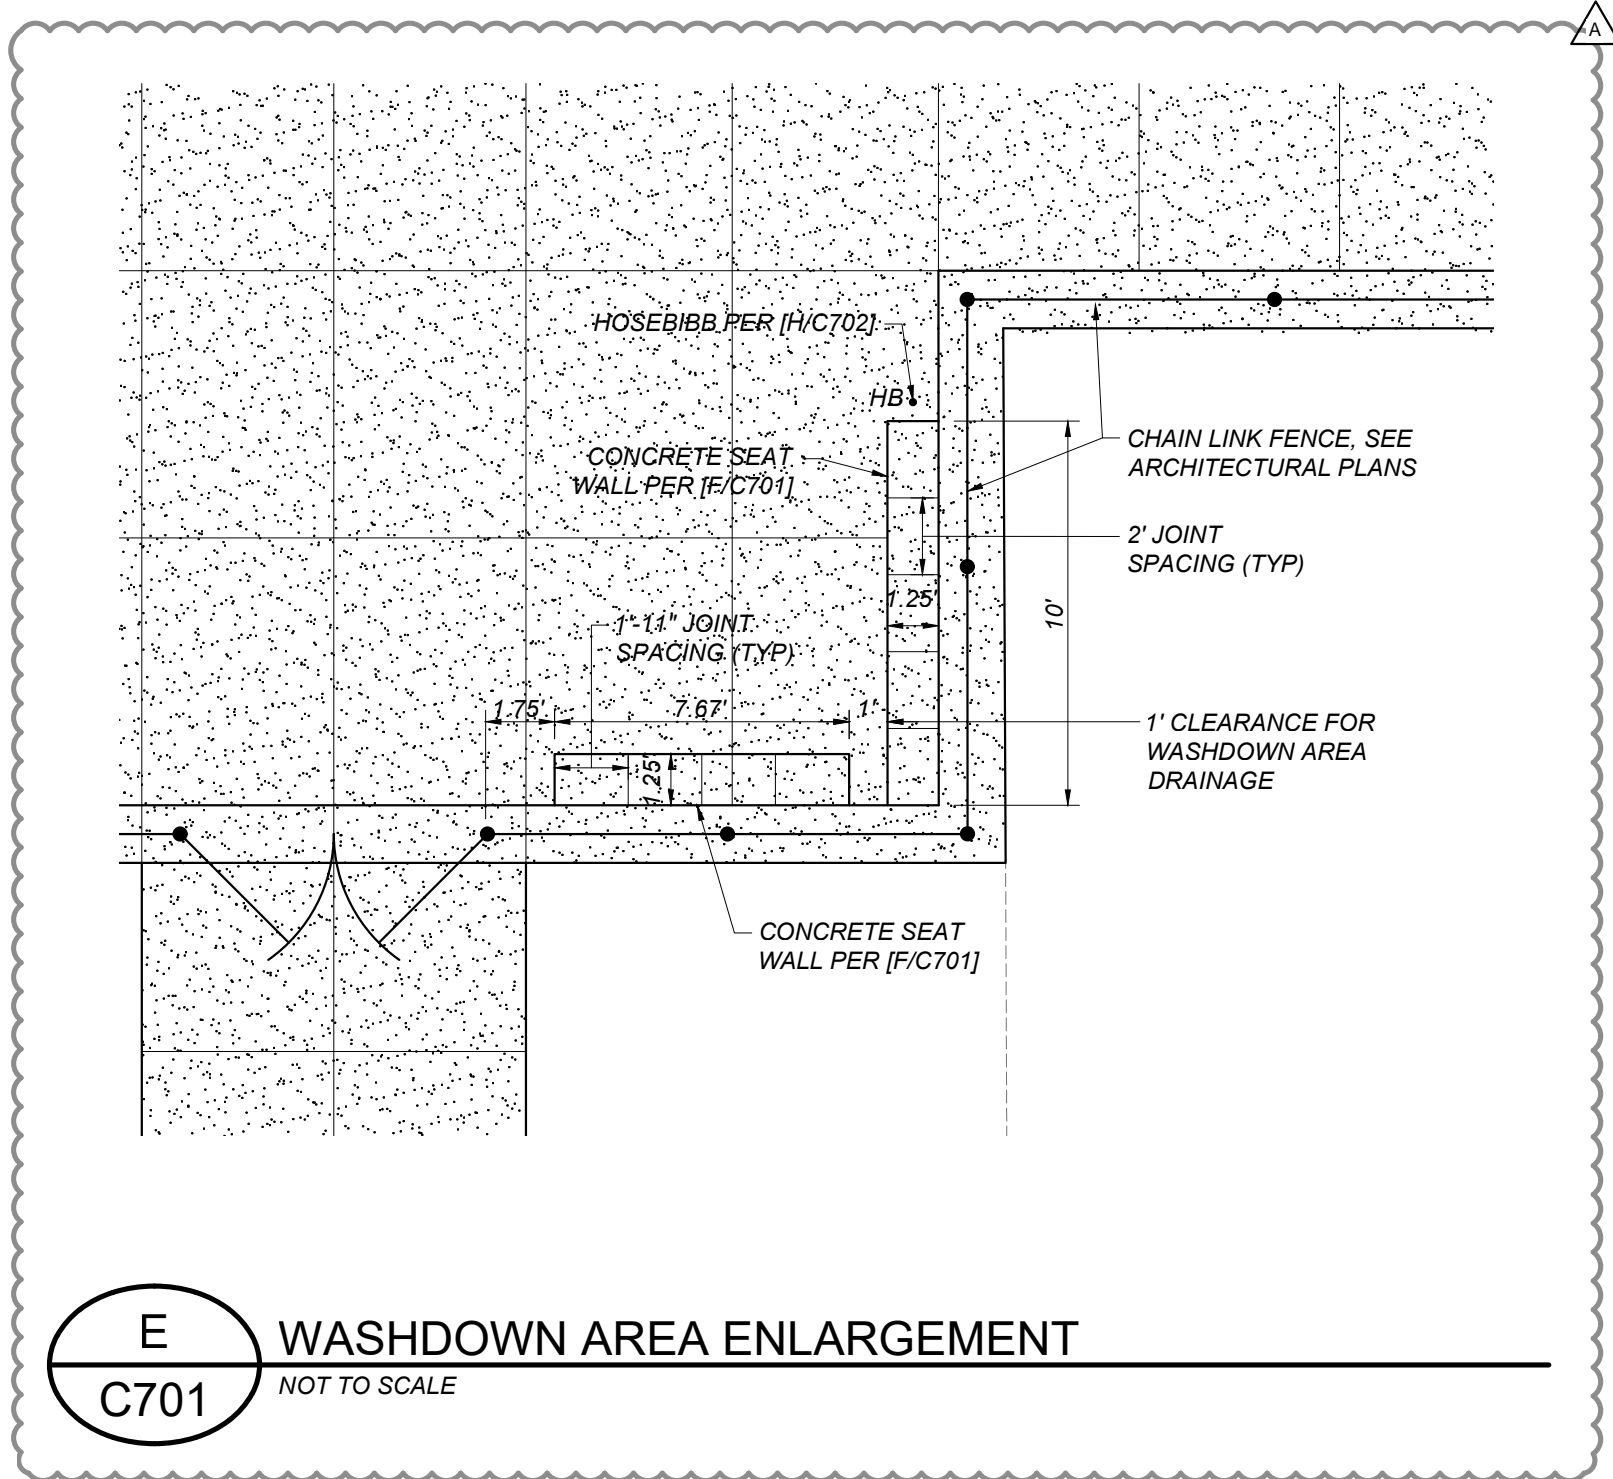 A
HOSEBIBB PER [H/C702]
HB
CONCRETE SEAT
WALL PER [F/C701]
CHAIN LINK FENCE, SEE
ARCHITECTURAL PLANS
2' JOINT
SPACING (TYP)
1.25'
10'
1'-11" JOINT
SPACING (TYP)
1.75'
7.67'
1'
1' CLEARANCE FOR
WASHDOWN AREA
DRAINAGE
1.25'
CONCRETE SEAT
WALL PER [F/C701]
E
C701
WASHDOWN AREA ENLARGEMENT
NOT TO SCALE